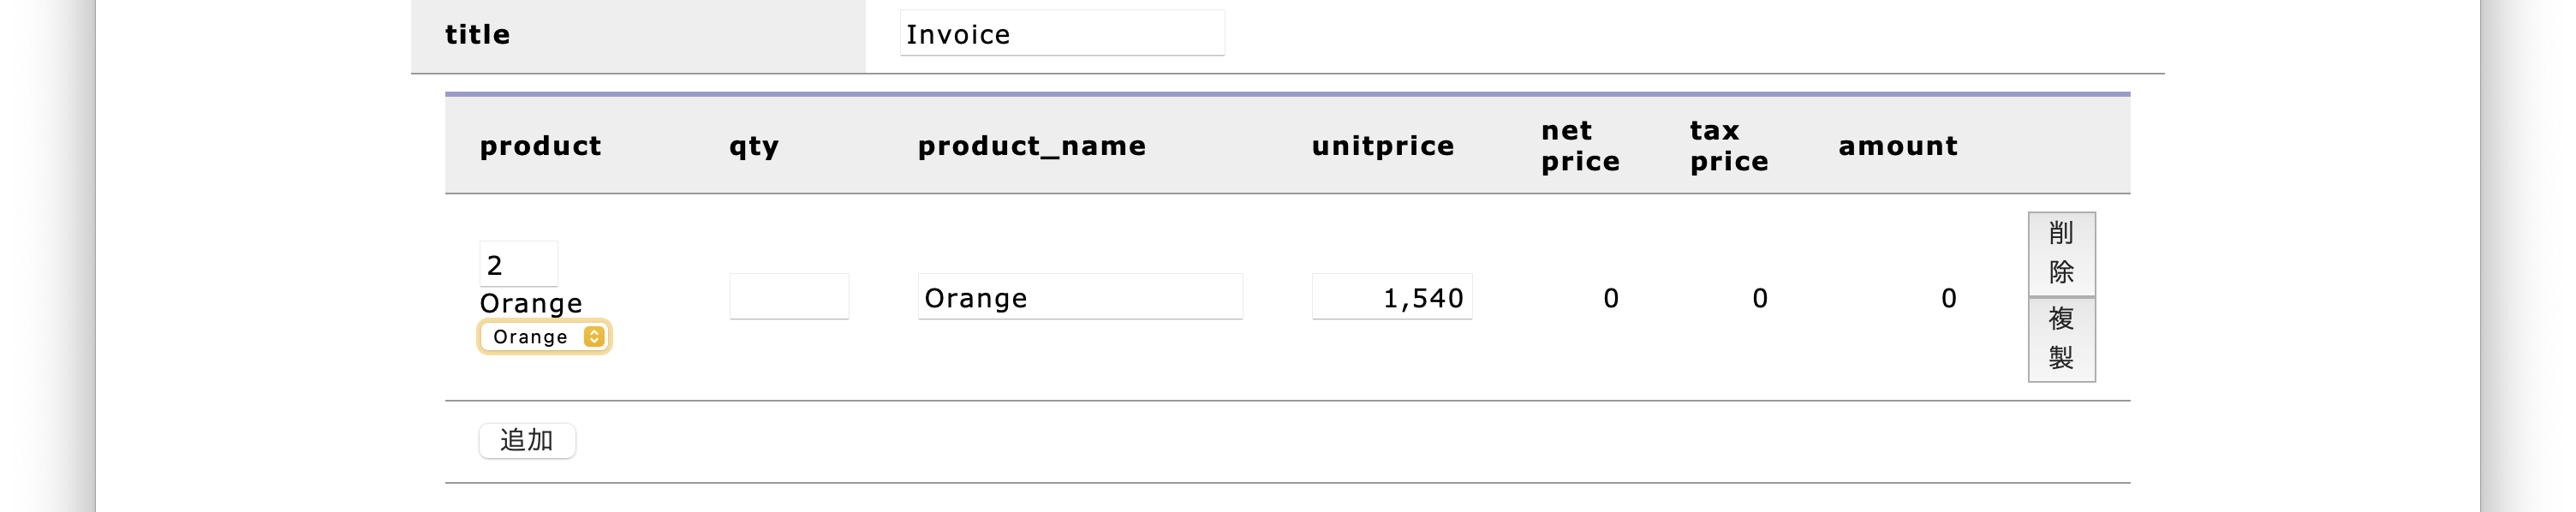 title Invoice
product qty product_name unitprice net price tax price amount
2
Orange
Orange
Orange 1,540 0 0 0
削除
複製
追加